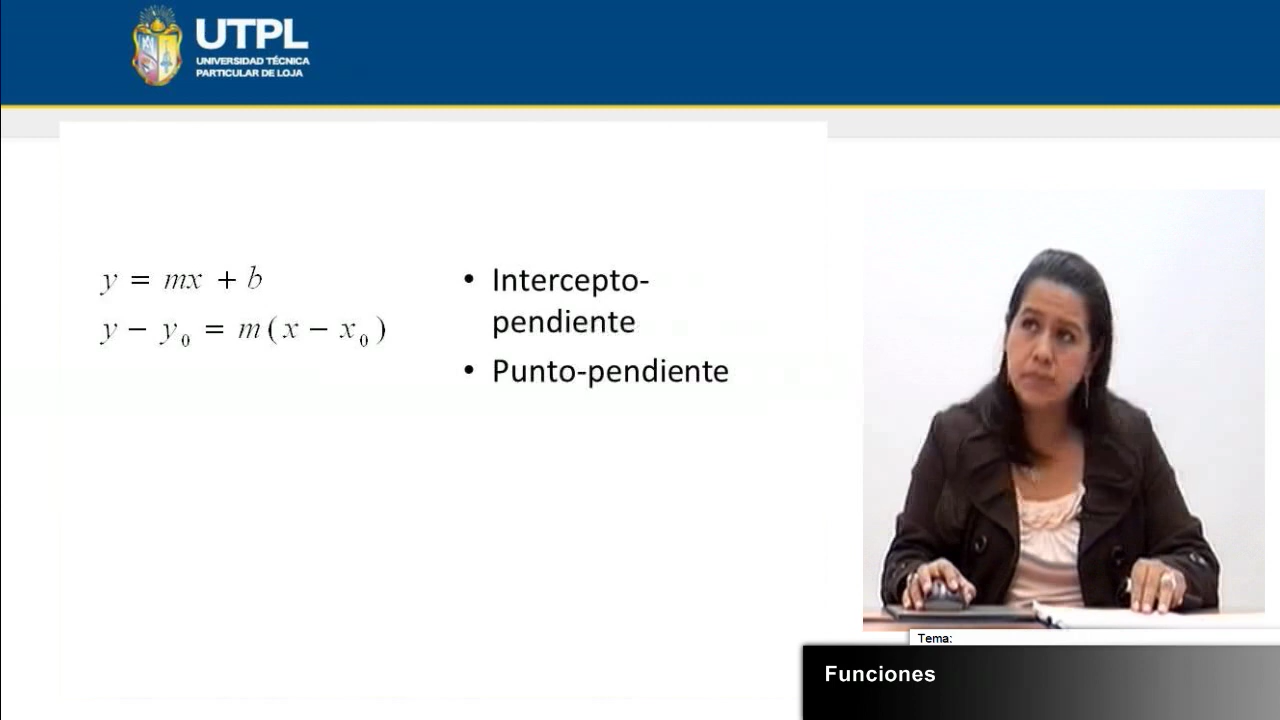 UTPL
UNIVERSIDAD TÉCNICA
PARTICULAR DE LOJA
y = mx + b
y − y₀ = m(x − x₀)
• Intercepto-
pendiente
• Punto-pendiente
Tema:
Funciones